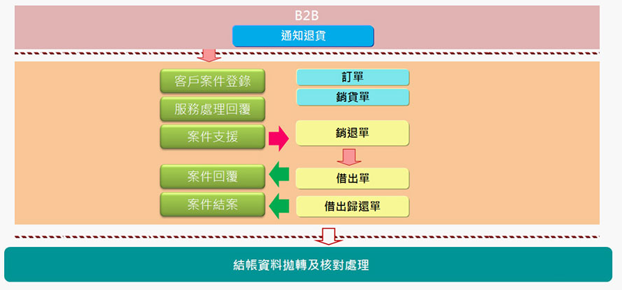 B2B
通知退貨
客戶案件登錄
訂單
銷貨單
服務處理回覆
案件支援
銷退單
案件回覆
借出單
案件結案
借出歸還單
結帳資料拋轉及核對處理